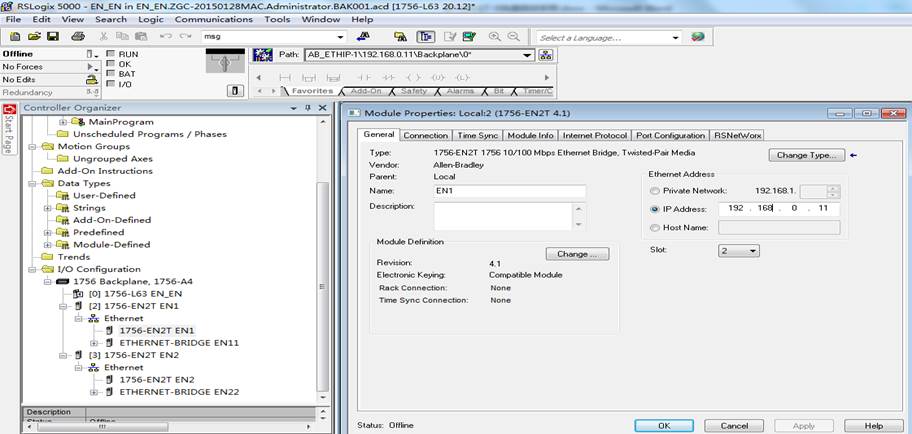 RSLogix 5000 - EN_EN in EN_EN.ZGC-20150128MAC.Administrator.BAK001.acd [1756-L63 20.12]*
File Edit View Search Logic Communications Tools Window Help
msg
Select a Language...
Offline
RUN
Path: AB_ETHIP-1\192.168.0.11\Backplane\0*
No Forces
OK
No Edits
BAT
Redundancy
I/O
Favorites Add-On Safety Alarms Bit Timer/C
Start Page
Controller Organizer
MainProgram
Unscheduled Programs / Phases
Motion Groups
Ungrouped Axes
Add-On Instructions
Data Types
User-Defined
Strings
Add-On-Defined
Predefined
Module-Defined
Trends
I/O Configuration
1756 Backplane, 1756-A4
[0] 1756-L63 EN_EN
[2] 1756-EN2T EN1
Ethernet
1756-EN2T EN1
ETHERNET-BRIDGE EN11
[3] 1756-EN2T EN2
Ethernet
1756-EN2T EN2
ETHERNET-BRIDGE EN22
Description
Status Offline
Module Properties: Local:2 (1756-EN2T 4.1)
General Connection Time Sync Module Info Internet Protocol Port Configuration RSNetWorx
Type: 1756-EN2T 1756 10/100 Mbps Ethernet Bridge, Twisted-Pair Media
Change Type...
Vendor: Allen-Bradley
Parent: Local
Name: EN1
Description:
Ethernet Address
Private Network: 192.168.1.
IP Address: 192 . 168 . 0 . 11
Host Name:
Slot: 2
Module Definition
Change ...
Revision: 4.1
Electronic Keying: Compatible Module
Rack Connection: None
Time Sync Connection: None
Status: Offline
OK Cancel Apply Help